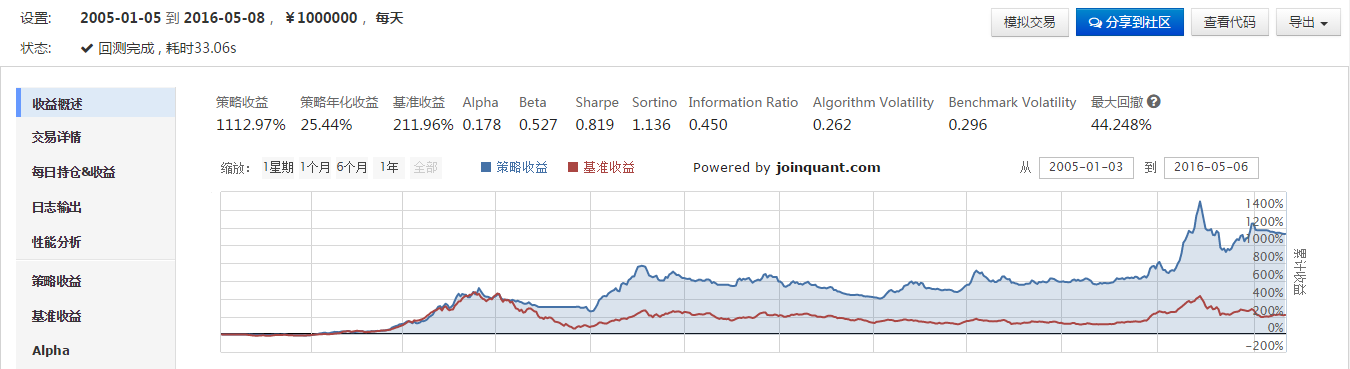 设置: 2005-01-05 到 2016-05-08 , ￥1000000 , 每天
模拟交易 分享到社区 查看代码 导出
状态: 回测完成 , 耗时33.06s
收益概述
交易详情
每日持仓&收益
日志输出
性能分析
策略收益
基准收益
Alpha
策略收益 策略年化收益 基准收益 Alpha Beta Sharpe Sortino Information Ratio Algorithm Volatility Benchmark Volatility 最大回撤 ?
1112.97% 25.44% 211.96% 0.178 0.527 0.819 1.136 0.450 0.262 0.296 44.248%
缩放: 1星期 1个月 6个月 1年 全部 策略收益 基准收益 Powered by joinquant.com 从 2005-01-03 到 2016-05-06
1400%
1200%
1000%
800%
600%
400%
200%
0%
-200%
累计收益